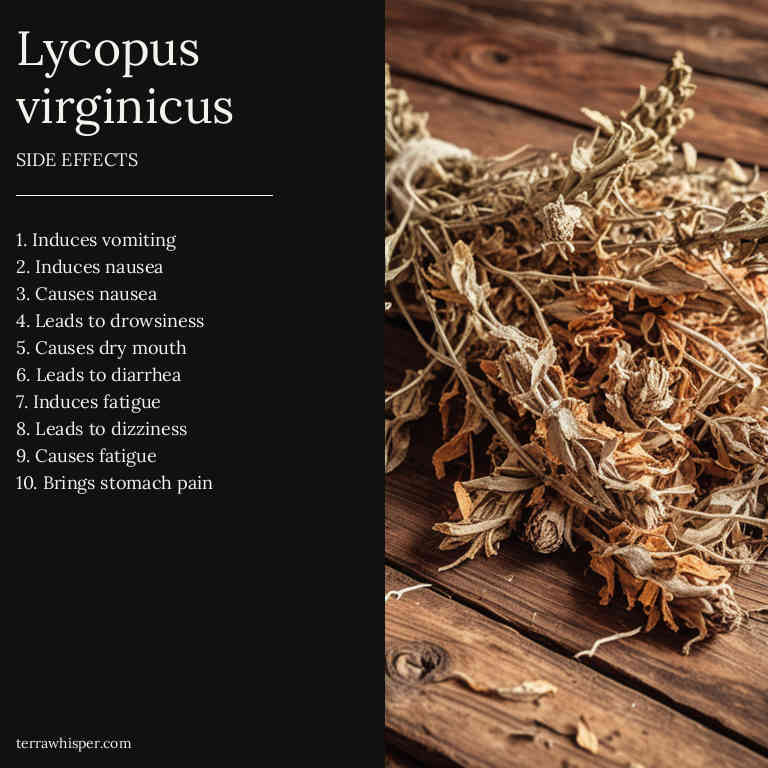 Lycopus
virginicus
SIDE EFFECTS
1. Induces vomiting
2. Induces nausea
3. Causes nausea
4. Leads to drowsiness
5. Causes dry mouth
6. Leads to diarrhea
7. Induces fatigue
8. Leads to dizziness
9. Causes fatigue
10. Brings stomach pain
terrawhisper.com